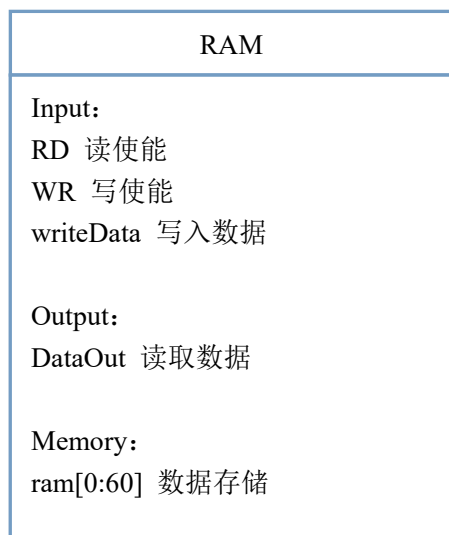 RAM
Input：
RD 读使能
WR 写使能
writeData 写入数据
Output：
DataOut 读取数据
Memory：
ram[0:60] 数据存储